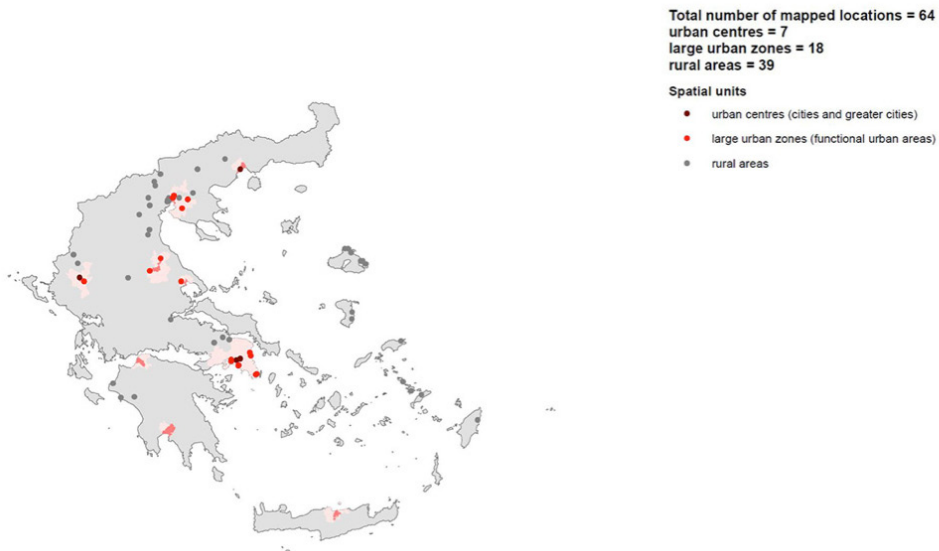 Total number of mapped locations = 64
urban centres = 7
large urban zones = 18
rural areas = 39
Spatial units
urban centres (cities and greater cities)
large urban zones (functional urban areas)
rural areas